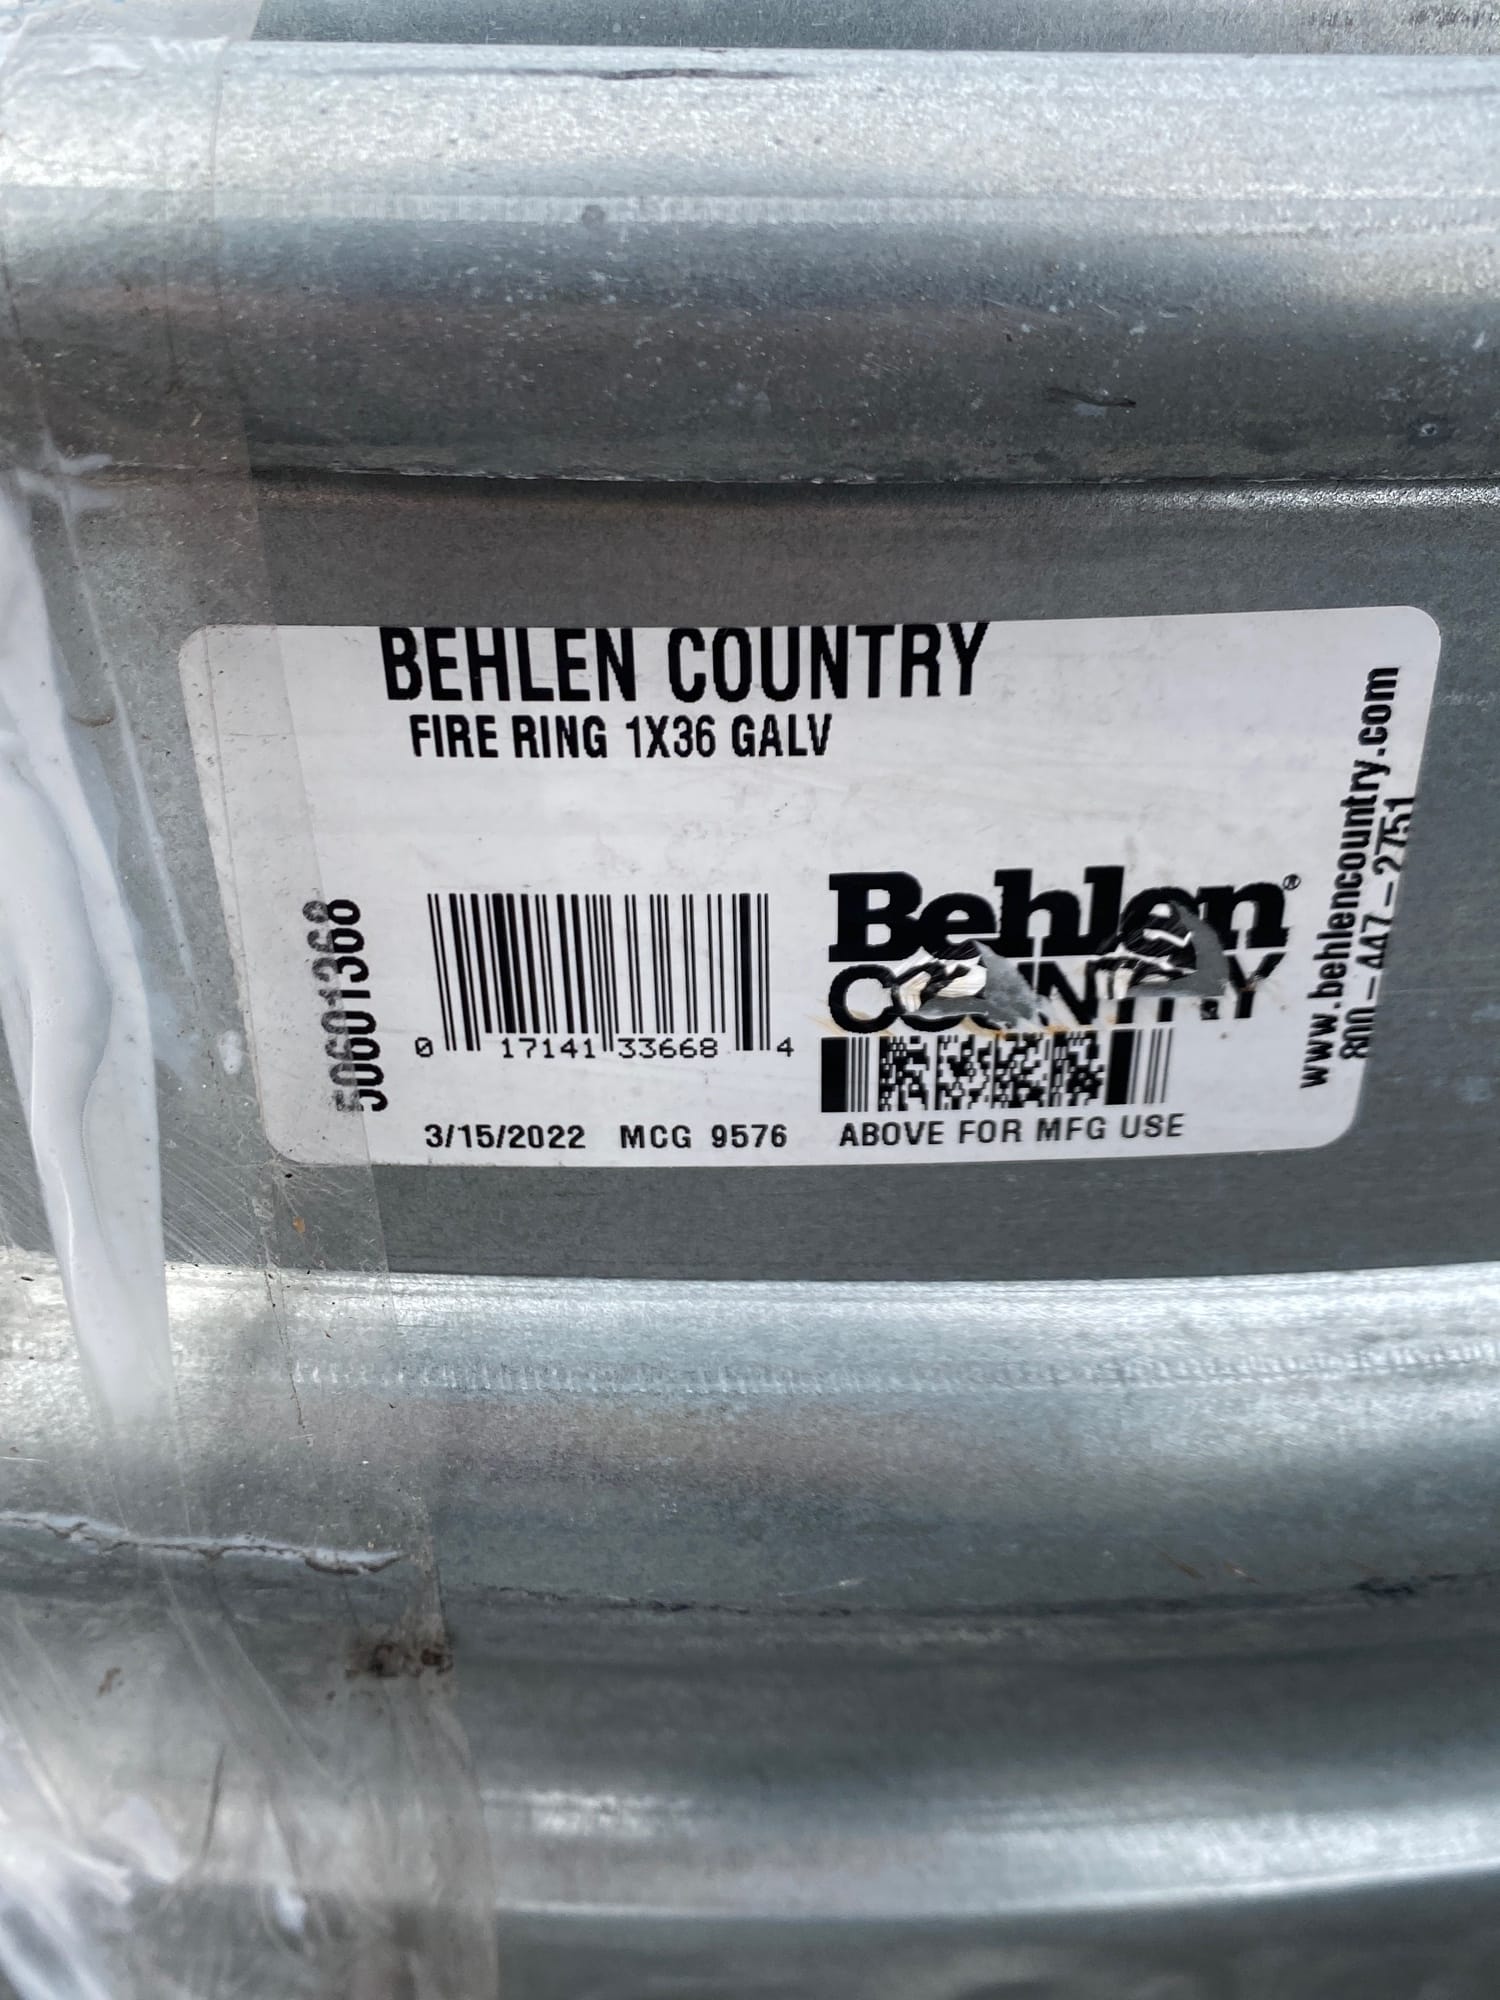 BEHLEN COUNTRY
FIRE RING 1X36 GALV
50601368
0 17141 33668 4
3/15/2022 MCG 9576
Behlen®
COUNTRY
ABOVE FOR MFG USE
www.behlencountry.com
800-447-2751